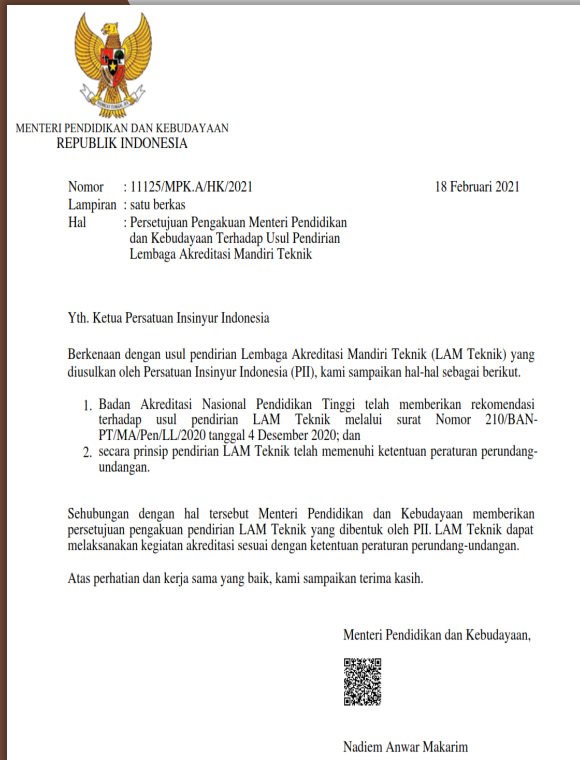 MENTERI PENDIDIKAN DAN KEBUDAYAAN
REPUBLIK INDONESIA
Nomor : 11125/MPK.A/HK/2021 18 Februari 2021
Lampiran : satu berkas
Hal : Persetujuan Pengakuan Menteri Pendidikan
dan Kebudayaan Terhadap Usul Pendirian
Lembaga Akreditasi Mandiri Teknik
Yth. Ketua Persatuan Insinyur Indonesia
Berkenaan dengan usul pendirian Lembaga Akreditasi Mandiri Teknik (LAM Teknik) yang
diusulkan oleh Persatuan Insinyur Indonesia (PII), kami sampaikan hal-hal sebagai berikut.
1. Badan Akreditasi Nasional Pendidikan Tinggi telah memberikan rekomendasi
terhadap usul pendirian LAM Teknik melalui surat Nomor 210/BAN-
PT/MA/Pen/LL/2020 tanggal 4 Desember 2020; dan
2. secara prinsip pendirian LAM Teknik telah memenuhi ketentuan peraturan perundang-
undangan.
Sehubungan dengan hal tersebut Menteri Pendidikan dan Kebudayaan memberikan
persetujuan pengakuan pendirian LAM Teknik yang dibentuk oleh PII. LAM Teknik dapat
melaksanakan kegiatan akreditasi sesuai dengan ketentuan peraturan perundang-undangan.
Atas perhatian dan kerja sama yang baik, kami sampaikan terima kasih.
Menteri Pendidikan dan Kebudayaan,
Nadiem Anwar Makarim